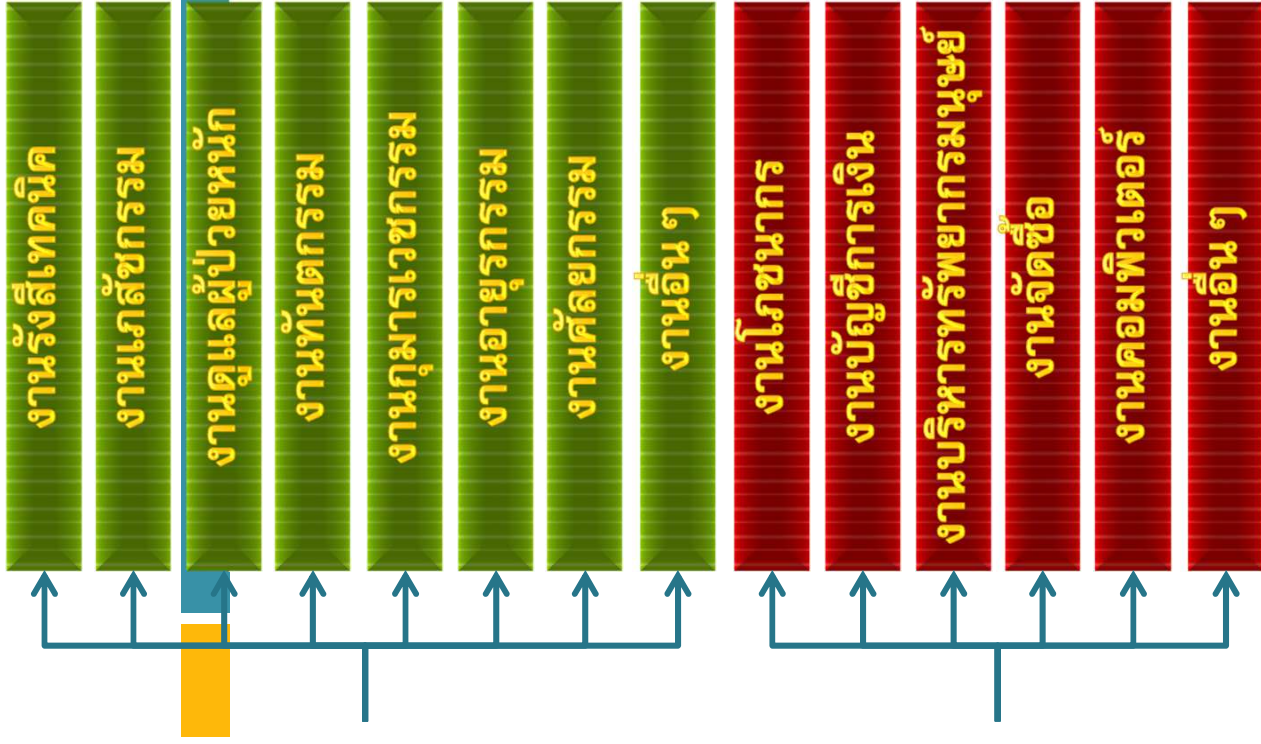 งานรังสีเทคนิค
งานเภสัชกรรม
งานดูแลผู้ป่วยหนัก
งานทันตกรรม
งานกุมารเวชกรรม
งานอายุรกรรม
งานศัลยกรรม
งานอื่น ๆ
งานโภชนากร
งานบัญชีการเงิน
งานบริหารทรัพยากรมนุษย์
งานจัดซื้อ
งานคอมพิวเตอร์
งานอื่น ๆ